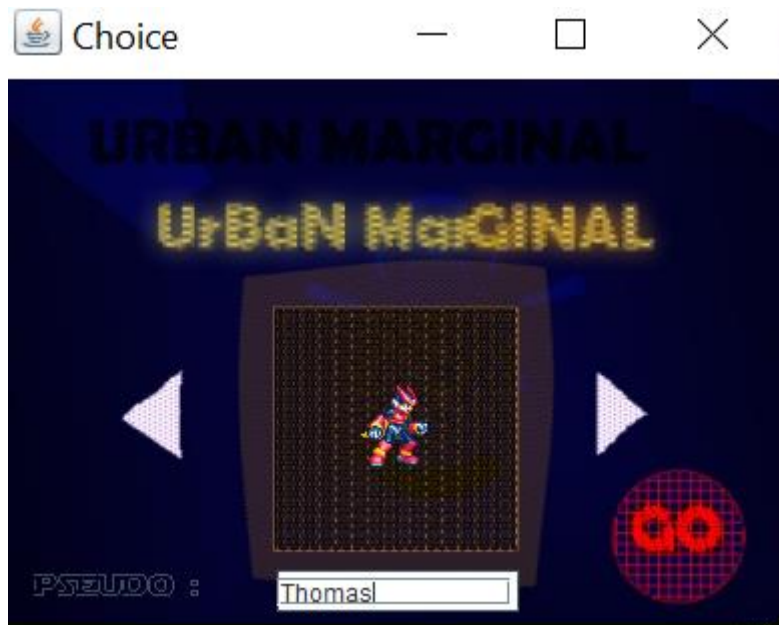 Choice
URBAN MARGINAL
UrBaN MarGINAL
GO
PSEUDO :
Thomas